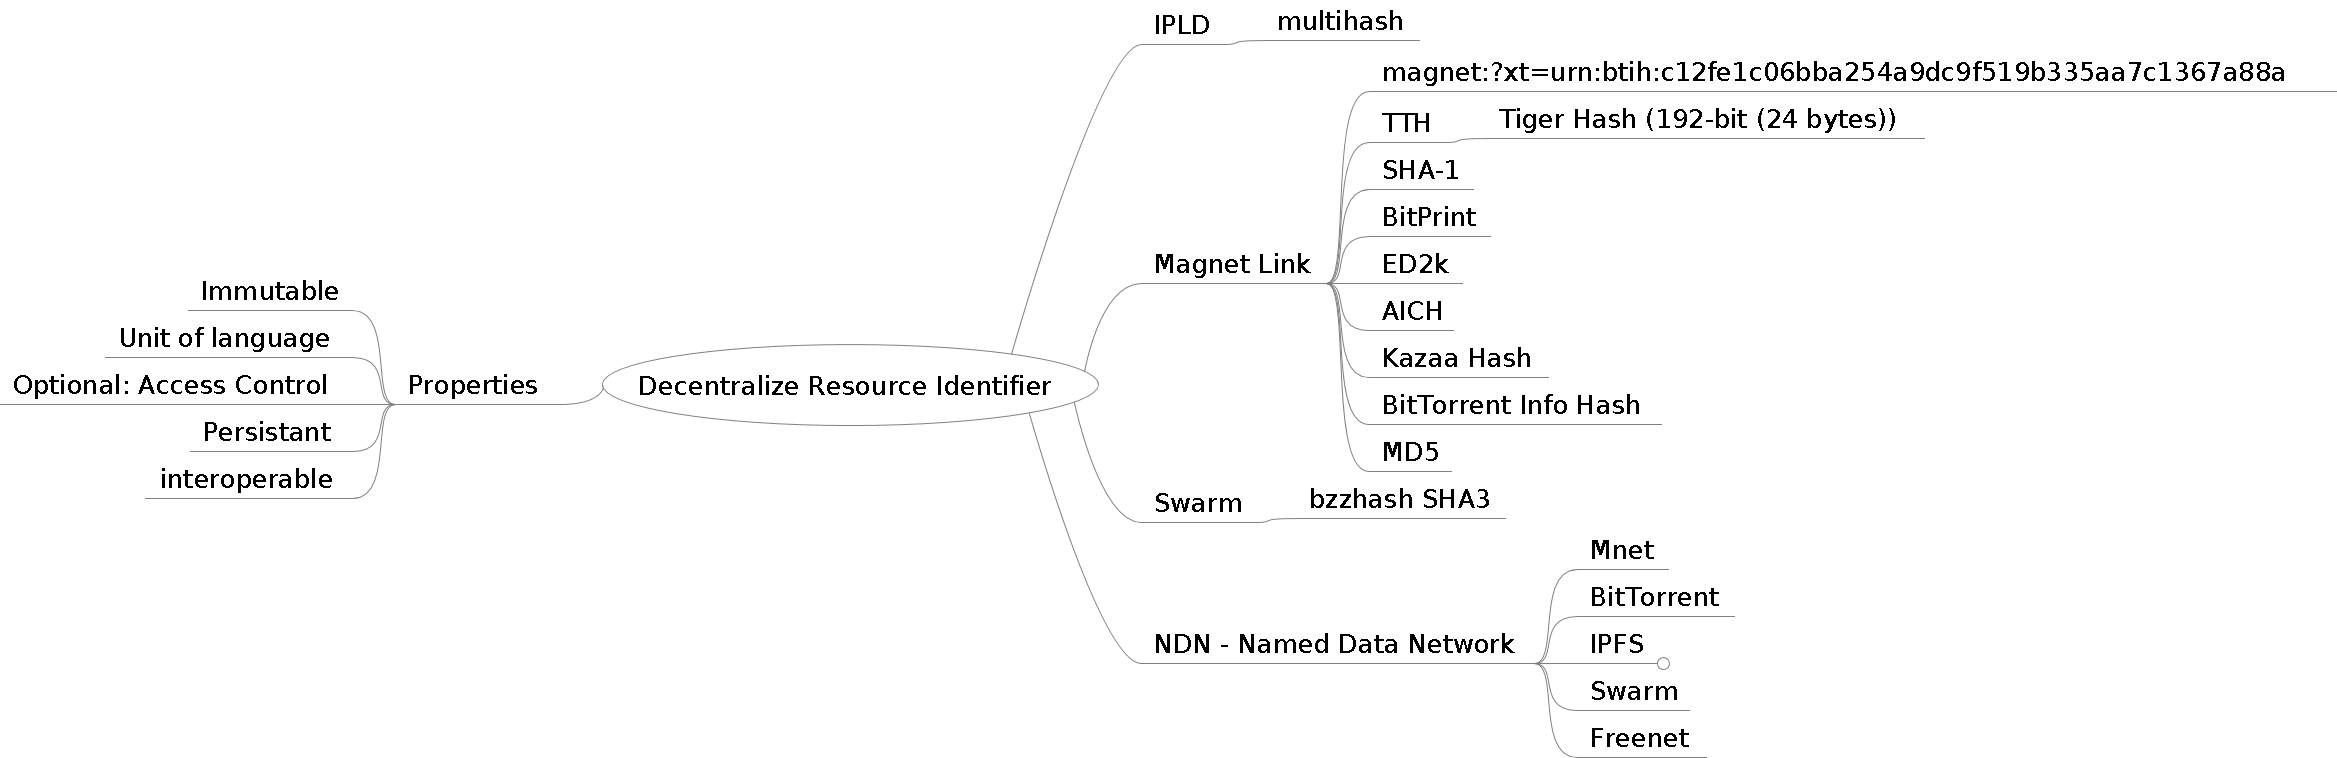 IPLD
multihash
magnet:?xt=urn:btih:c12fe1c06bba254a9dc9f519b335aa7c1367a88a
TTH
Tiger Hash (192-bit (24 bytes))
SHA-1
BitPrint
Magnet Link
ED2k
AICH
Kazaa Hash
BitTorrent Info Hash
MD5
Immutable
Unit of language
Optional: Access Control
Properties
Persistant
interoperable
Decentralize Resource Identifier
Swarm
bzzhash SHA3
Mnet
BitTorrent
NDN - Named Data Network
IPFS
Swarm
Freenet